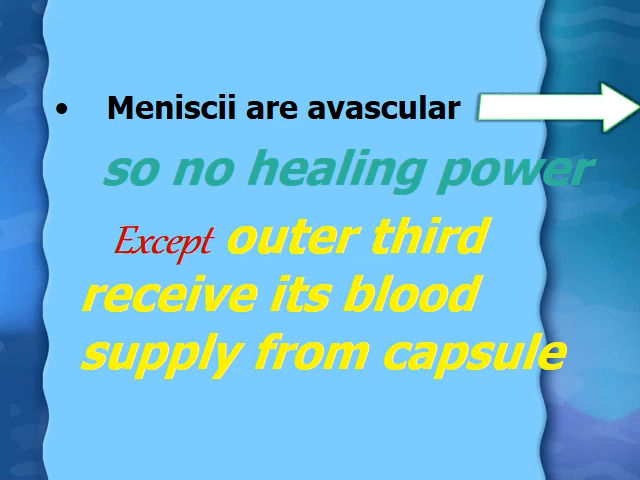 • Meniscii are avascular
so no healing power
Except outer third
receive its blood
supply from capsule